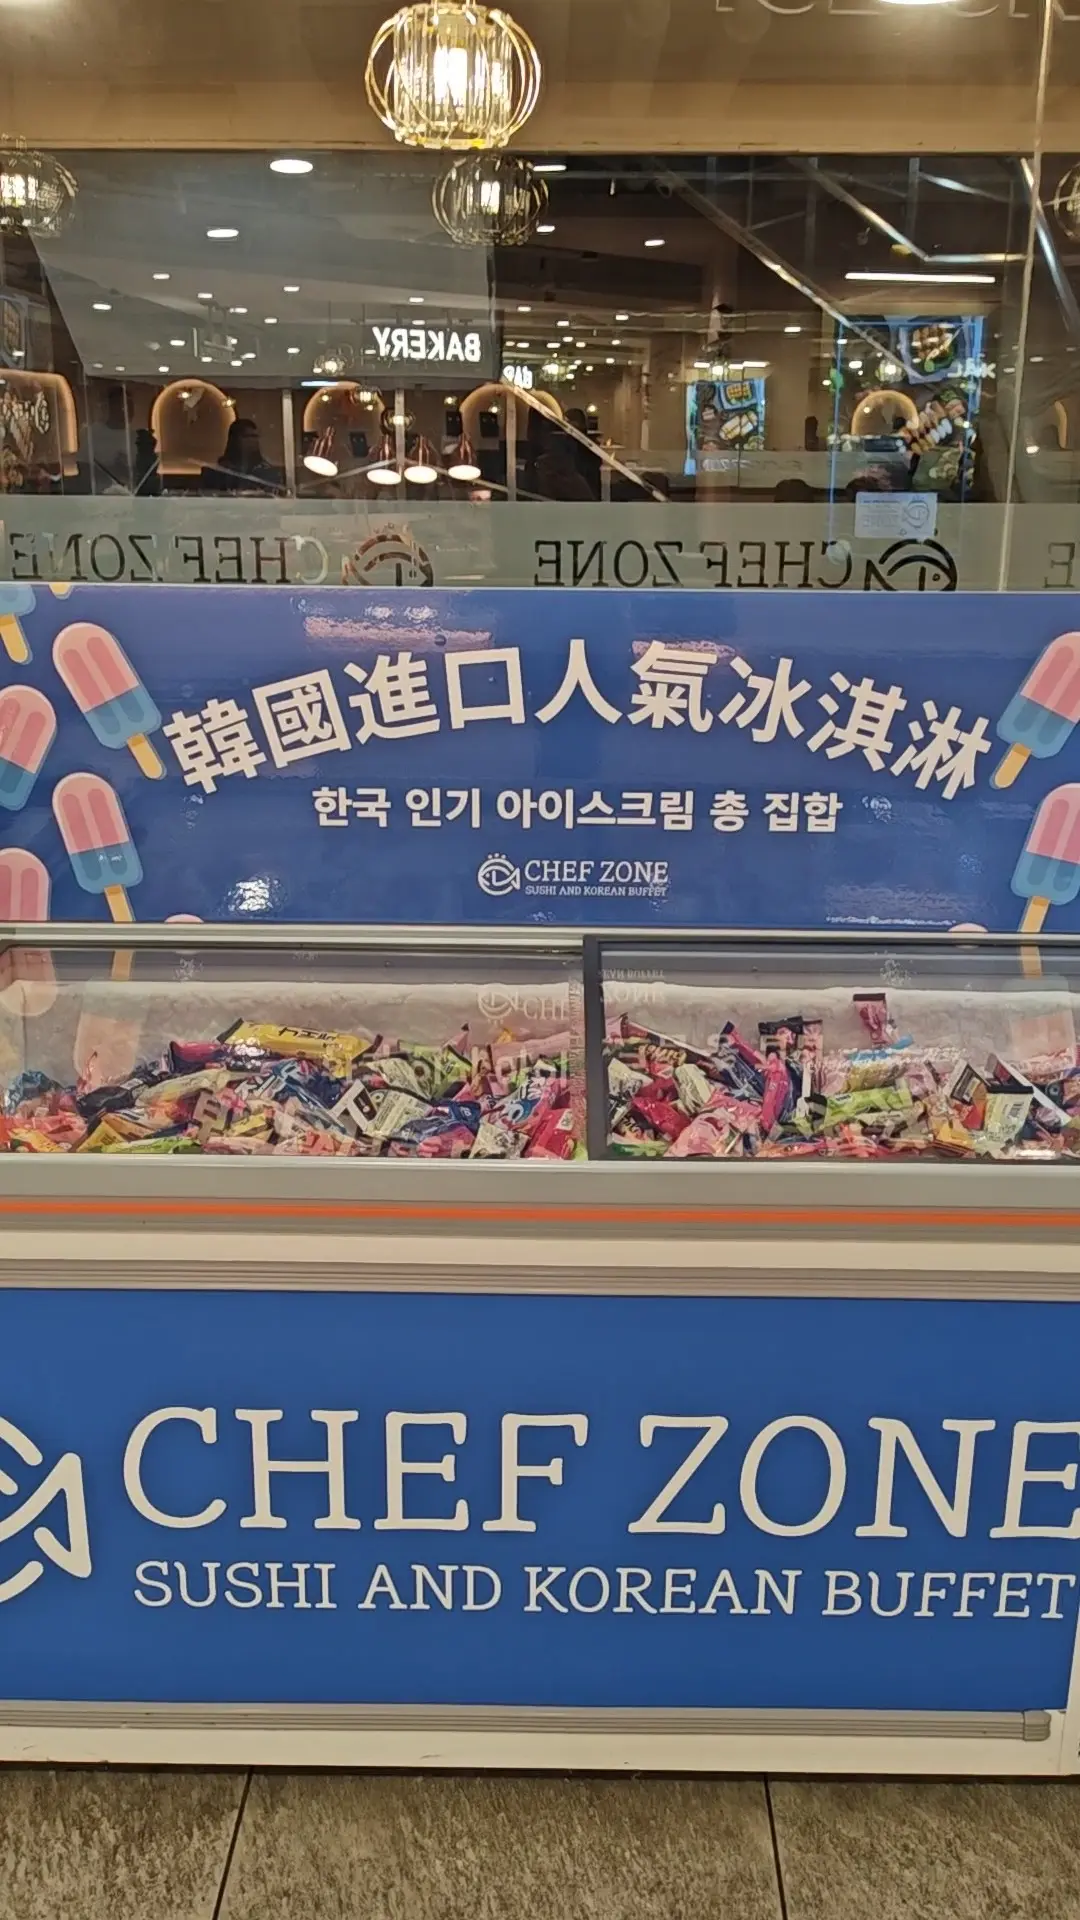 BAKERY
BAR
CHEF ZONE CHEF ZONE
韓國進口人氣冰淇淋
한국 인기 아이스크림 총 집합
CHEF ZONE
SUSHI AND KOREAN BUFFET
CHEF ZONE
SUSHI AND KOREAN BUFFET